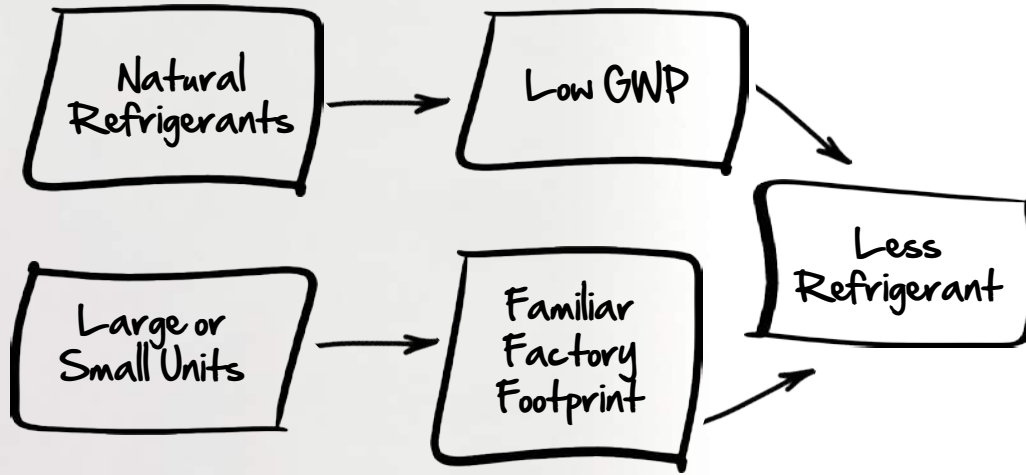 Natural
Refrigerants
Low GWP
Large or
Small Units
Familiar
Factory
Footprint
Less
Refrigerant